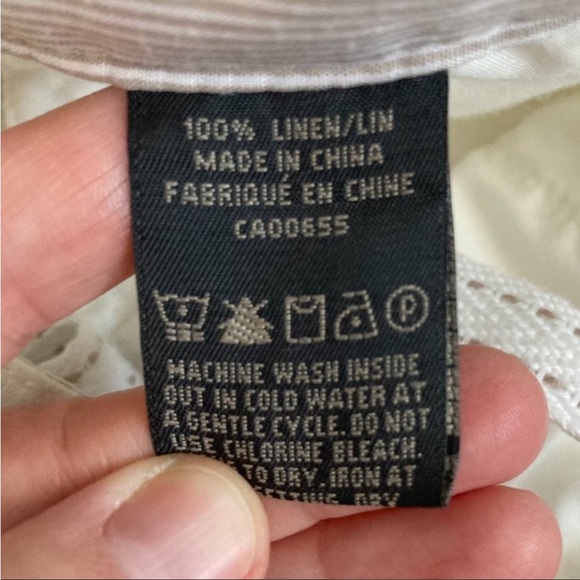 100% LINEN/LIN
MADE IN CHINA
FABRIQUÉ EN CHINE
CA00655
P
MACHINE WASH INSIDE
OUT IN COLD WATER AT
A GENTLE CYCLE. DO NOT
USE CHLORINE BLEACH.
TO DRY. IRON AT
DRY